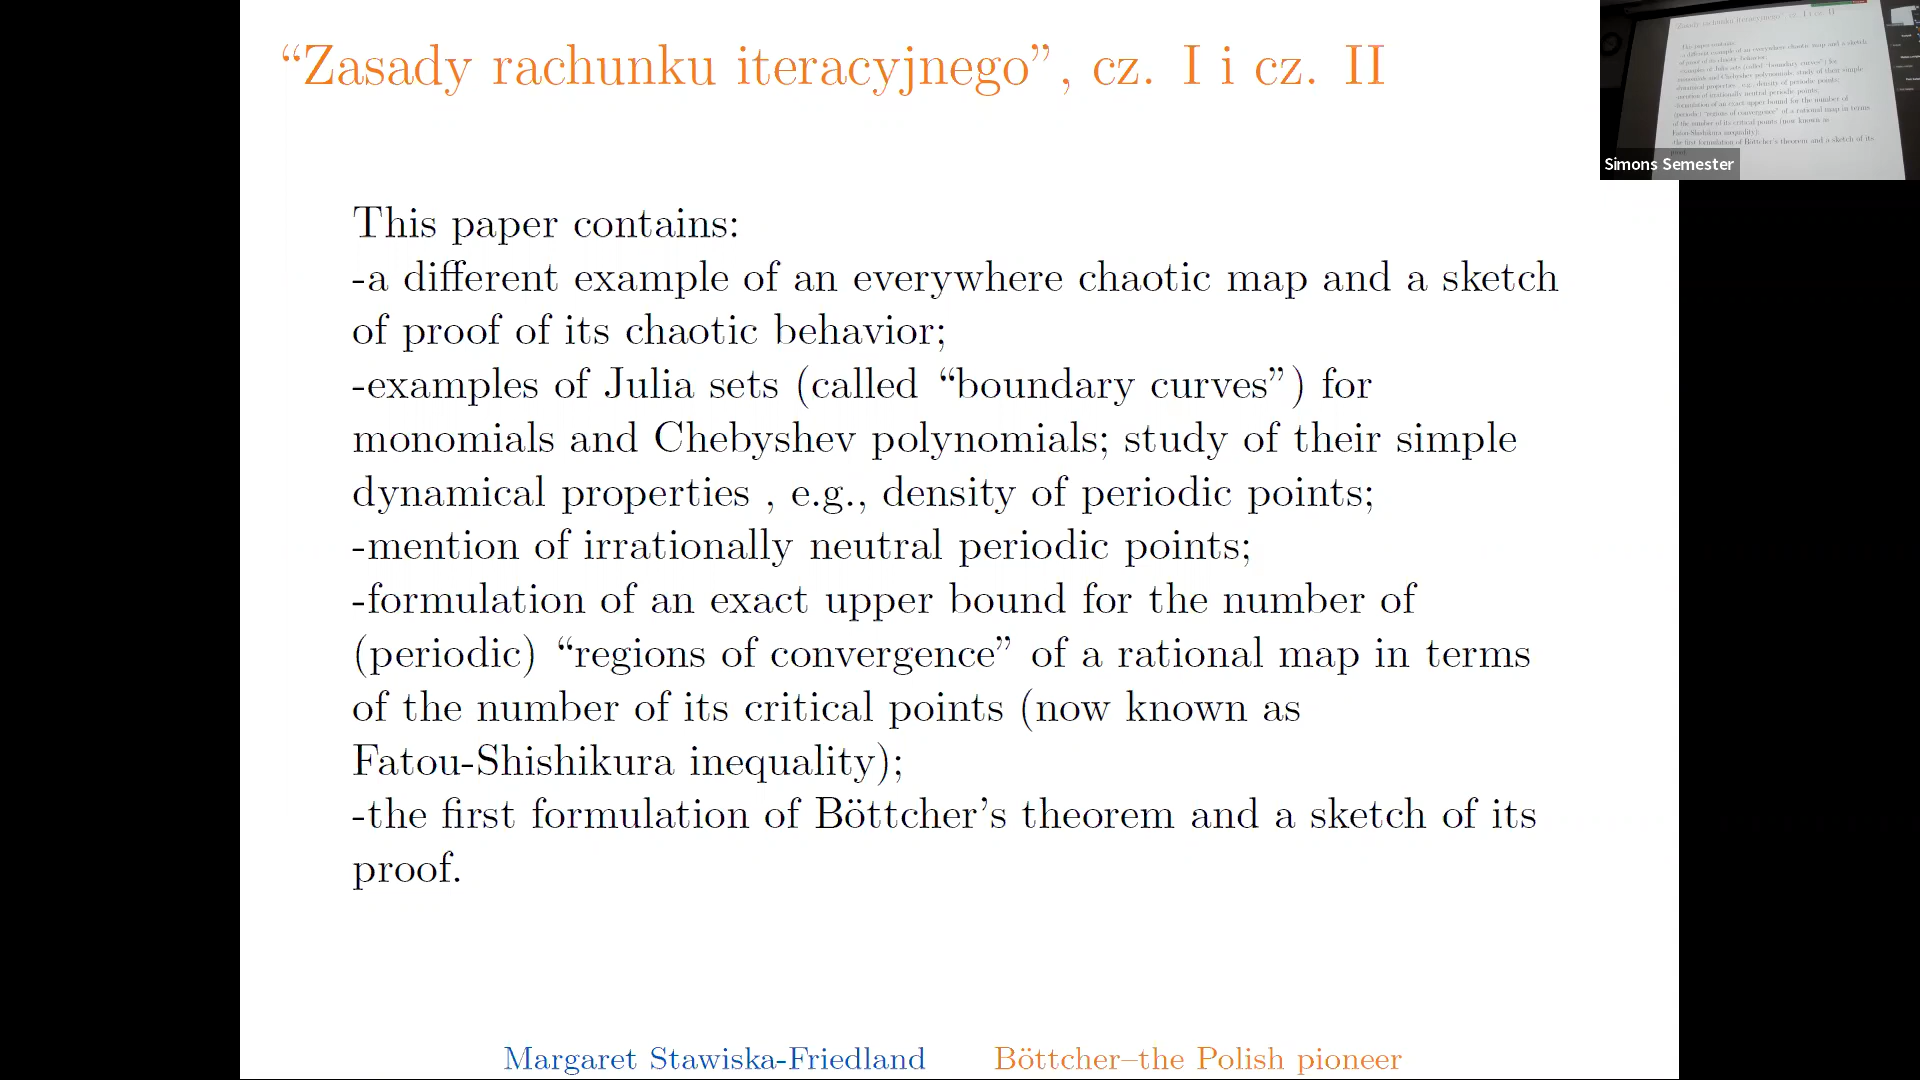 “Zasady rachunku iteracyjnego”, cz. I i cz. II
This paper contains:
-a different example of an everywhere chaotic map and a sketch
of proof of its chaotic behavior;
-examples of Julia sets (called “boundary curves”) for
monomials and Chebyshev polynomials; study of their simple
dynamical properties , e.g., density of periodic points;
-mention of irrationally neutral periodic points;
-formulation of an exact upper bound for the number of
(periodic) “regions of convergence” of a rational map in terms
of the number of its critical points (now known as
Fatou-Shishikura inequality);
-the first formulation of Böttcher’s theorem and a sketch of its
proof.
Margaret Stawiska-Friedland Böttcher–the Polish pioneer
Simons Semester